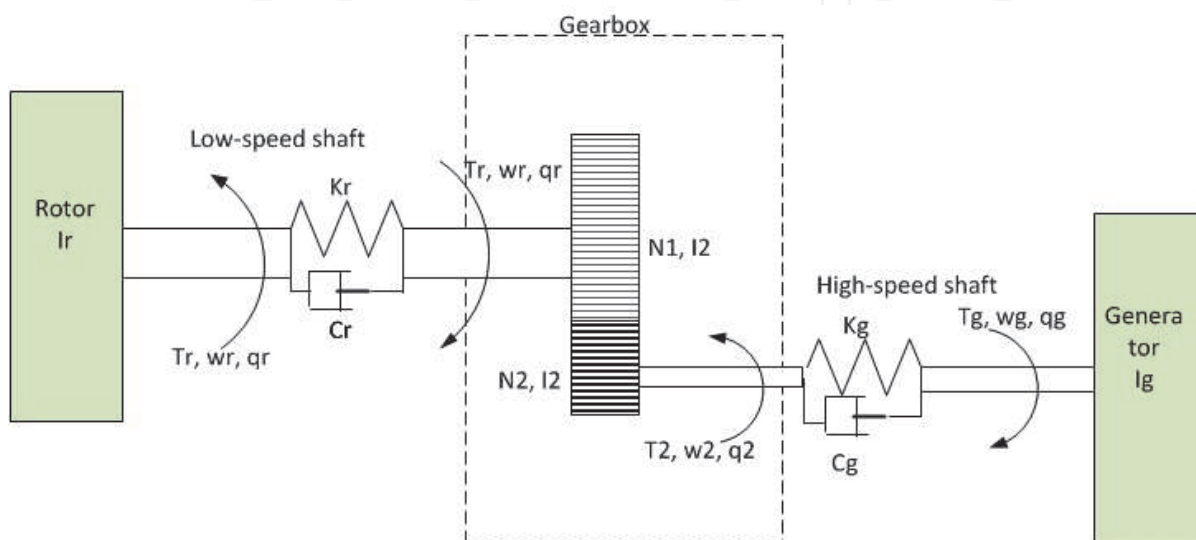 Gearbox
Low-speed shaft
Tr, wr, qr
Kr
Rotor
Ir
N1, I2
High-speed shaft
Tg, wg, qg
Kg
Genera
tor
Ig
Cr
Tr, wr, qr
N2, I2
T2, w2, q2
Cg